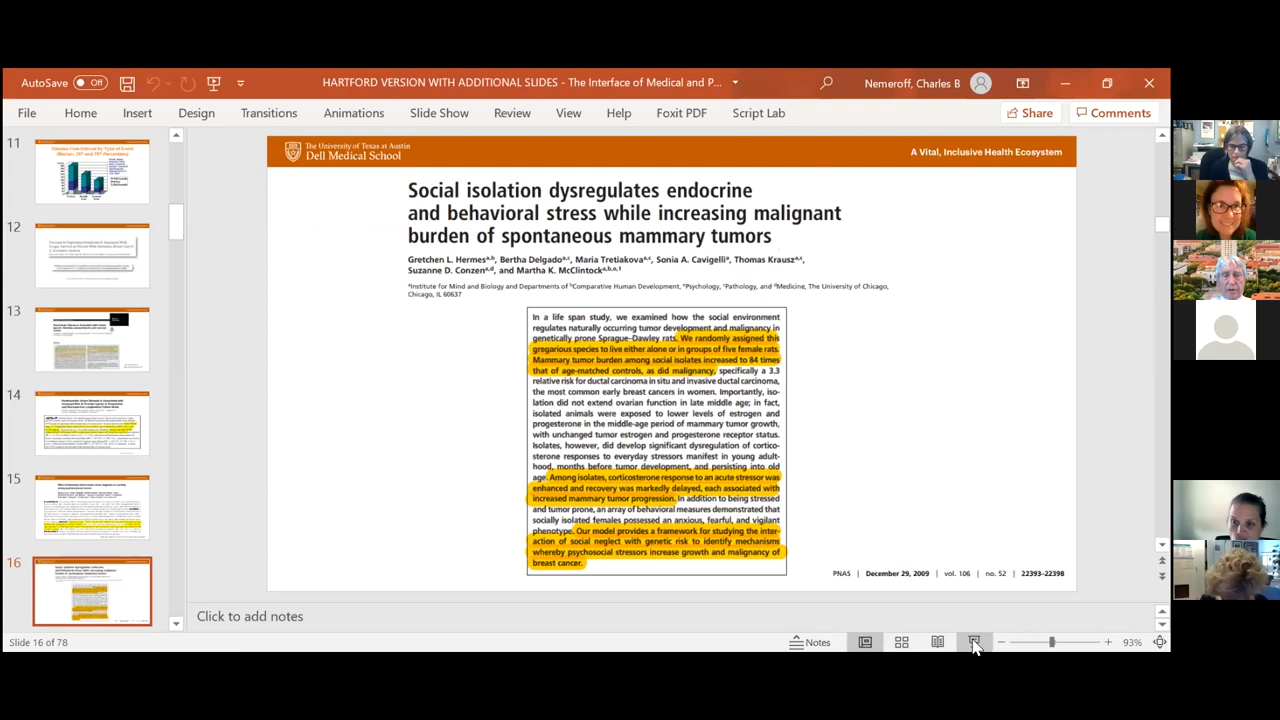 AutoSave Off
HARTFORD VERSION WITH ADDITIONAL SLIDES - The Interface of Medical and P...
Nemeroff, Charles B
File Home Insert Design Transitions Animations Slide Show Review View Help Foxit PDF Script Lab
Share Comments
11
12
13
14
15
16
The University of Texas at Austin
Dell Medical School
A Vital, Inclusive Health Ecosystem
Social isolation dysregulates endocrine
and behavioral stress while increasing malignant
burden of spontaneous mammary tumors
Gretchen L. Hermesa,b, Bertha Delgadoa,c, Maria Tretiakovaa,c, Sonia A. Cavigellia, Thomas Krausza,c,
Suzanne D. Conzena,d, and Martha K. McClintocka,b,e,1
aInstitute for Mind and Biology and Departments of bComparative Human Development, ePsychology, cPathology, and dMedicine, The University of Chicago,
Chicago, IL 60637
In a life span study, we examined how the social environment
regulates naturally occurring tumor development and malignancy in
genetically prone Sprague–Dawley rats. We randomly assigned this
gregarious species to live either alone or in groups of five female rats.
Mammary tumor burden among social isolates increased to 84 times
that of age-matched controls, as did malignancy, specifically a 3.3
relative risk for ductal carcinoma in situ and invasive ductal carcinoma,
the most common early breast cancers in women. Importantly, iso-
lation did not extend ovarian function in late middle age; in fact,
isolated animals were exposed to lower levels of estrogen and
progesterone in the middle-age period of mammary tumor growth,
with unchanged tumor estrogen and progesterone receptor status.
Isolates, however, did develop significant dysregulation of cortico-
sterone responses to everyday stressors manifest in young adult-
hood, months before tumor development, and persisting into old
age. Among isolates, corticosterone response to an acute stressor was
enhanced and recovery was markedly delayed, each associated with
increased mammary tumor progression. In addition to being stressed
and tumor prone, an array of behavioral measures demonstrated that
socially isolated females possessed an anxious, fearful, and vigilant
phenotype. Our model provides a framework for studying the inter-
action of social neglect with genetic risk to identify mechanisms
whereby psychosocial stressors increase growth and malignancy of
breast cancer.
PNAS | December 29, 2009 | vol. 106 | no. 52 | 22393–22398
Click to add notes
Slide 16 of 78
Notes
93%